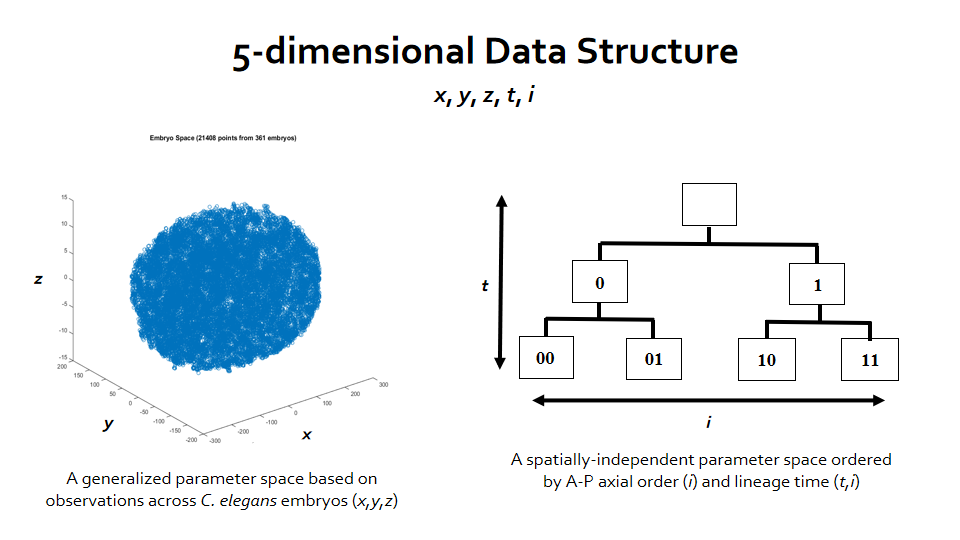 5-dimensional Data Structure
x, y, z, t, i
Embryo Space (21408 points from 361 embryos)
15
10
5
0
-5
-10
-15
z
200
150
100
50
0
-50
-100
-150
-200
y
-300
-200
-100
0
100
200
300
x
A generalized parameter space based on
observations across C. elegans embryos (x,y,z)
t
0
1
00
01
10
11
i
A spatially-independent parameter space ordered
by A-P axial order (i) and lineage time (t,i)